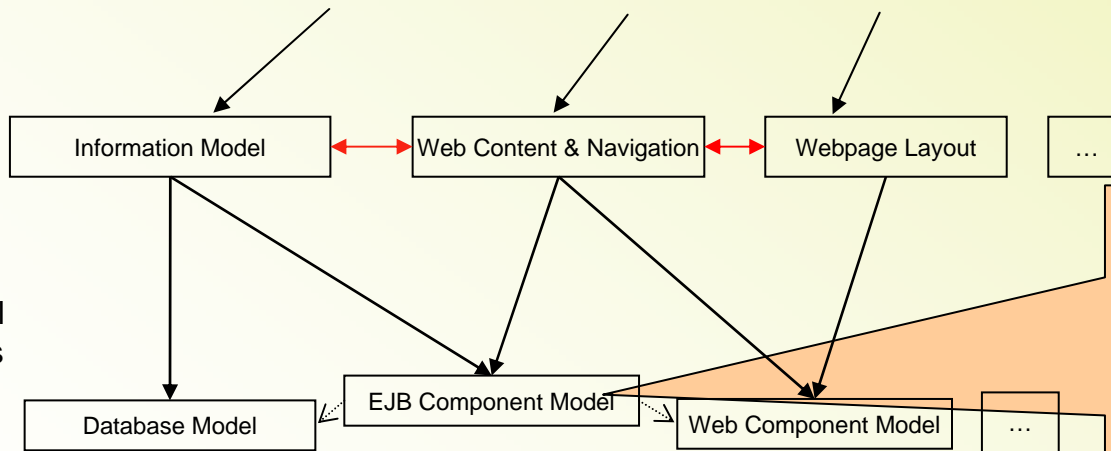 Information Model
Web Content & Navigation
Webpage Layout
...
EJB Component Model
Database Model
Web Component Model
...